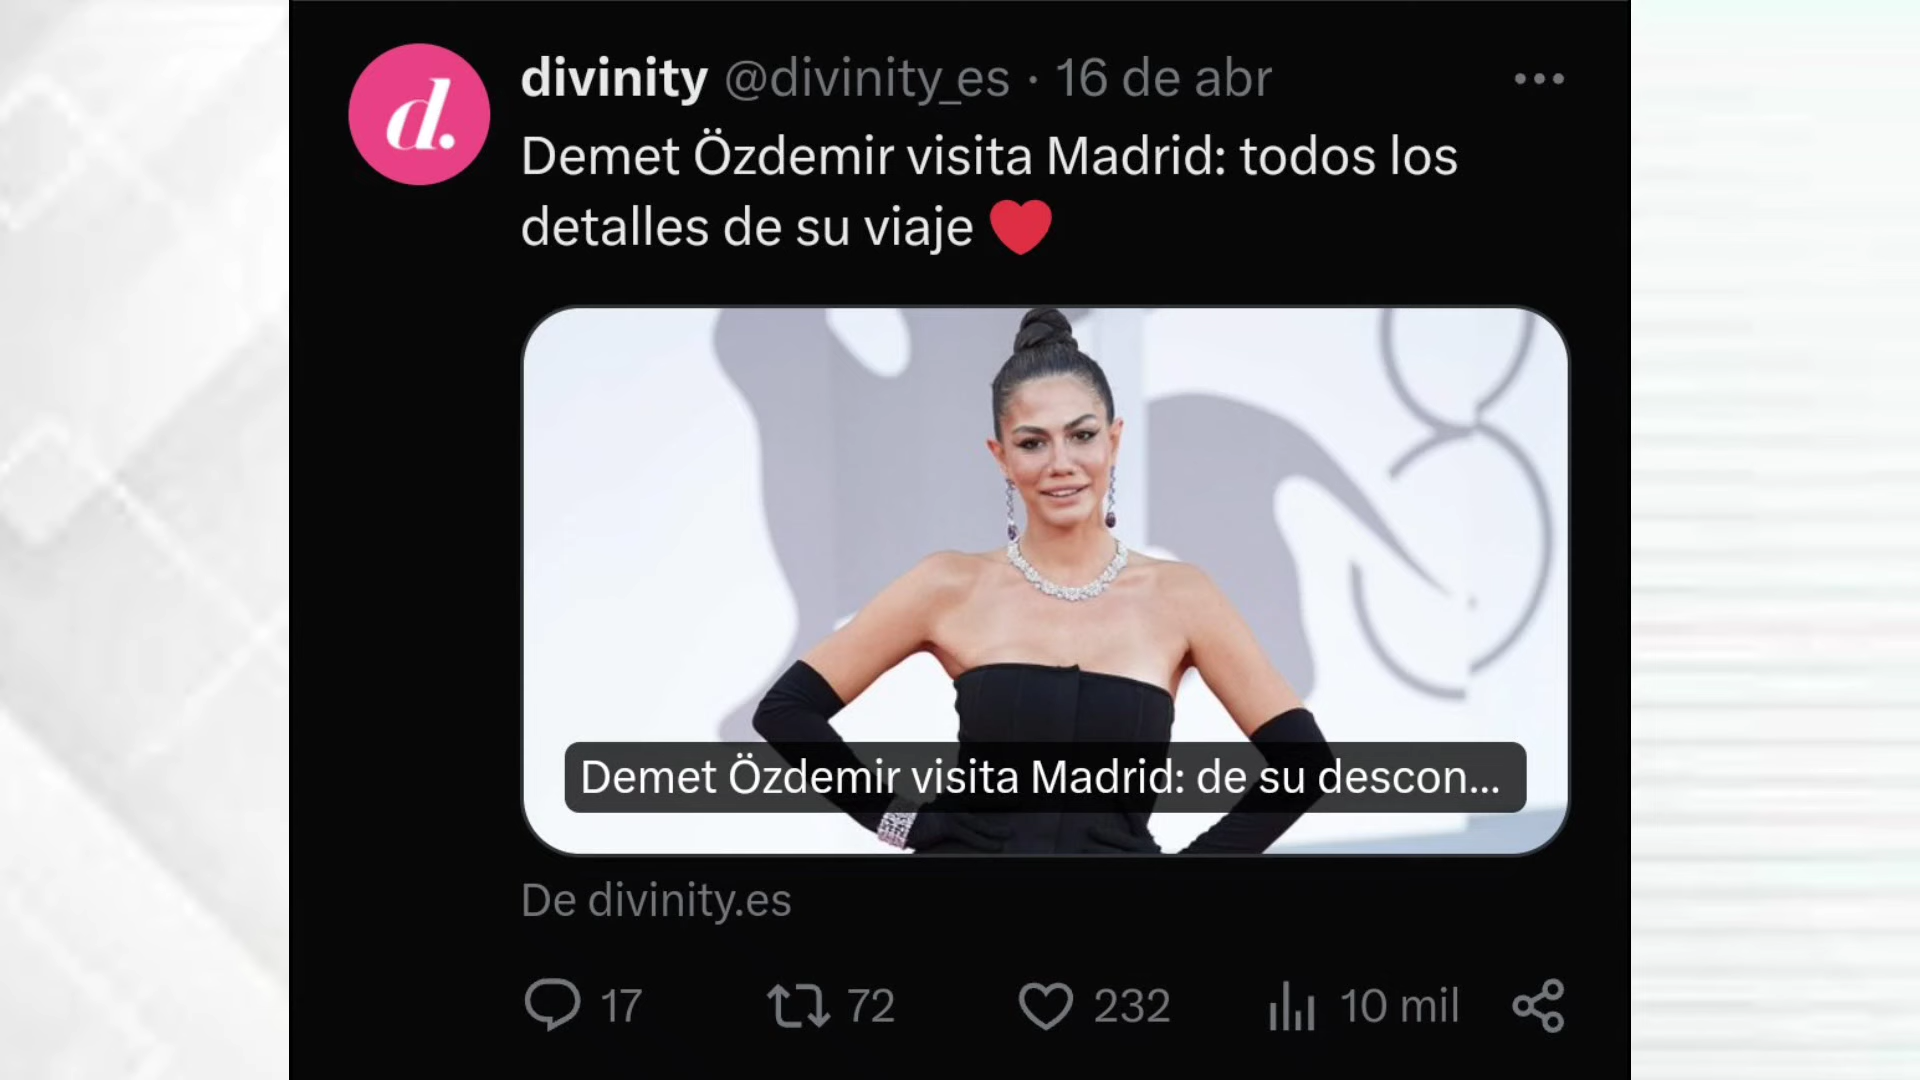 d.
divinity @divinity_es · 16 de abr
Demet Özdemir visita Madrid: todos los
detalles de su viaje ❤️
Demet Özdemir visita Madrid: de su descon...
De divinity.es
17 72 232 10 mil